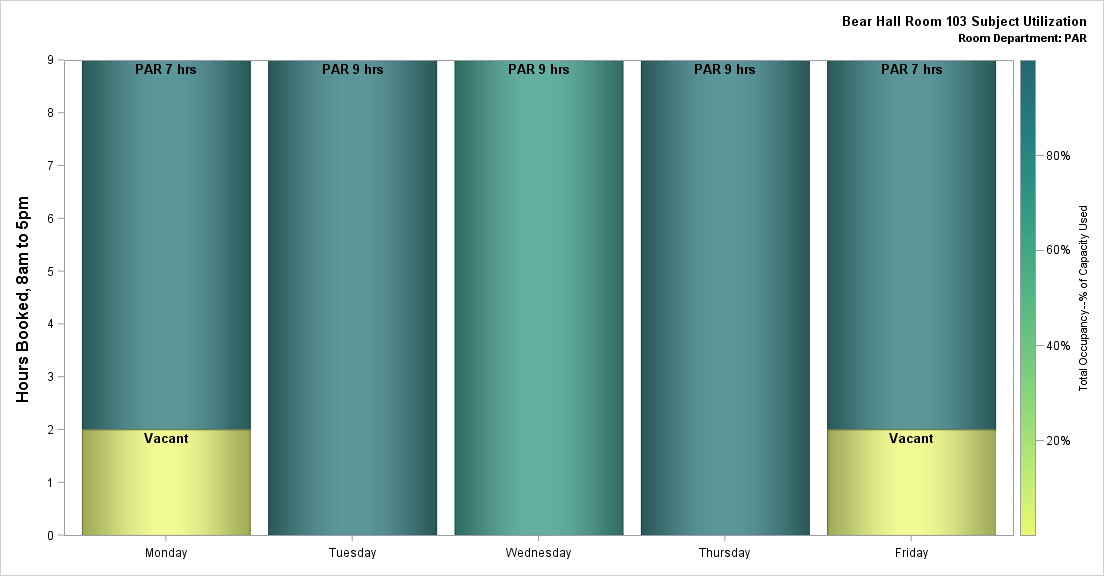 Bear Hall Room 103 Subject Utilization
Room Department: PAR
Hours Booked, 8am to 5pm
9
8
7
6
5
4
3
2
1
0
PAR 7 hrs
PAR 9 hrs
PAR 9 hrs
PAR 9 hrs
PAR 7 hrs
Vacant
Vacant
Monday
Tuesday
Wednesday
Thursday
Friday
80%
60%
40%
20%
Total Occupancy--% of Capacity Used